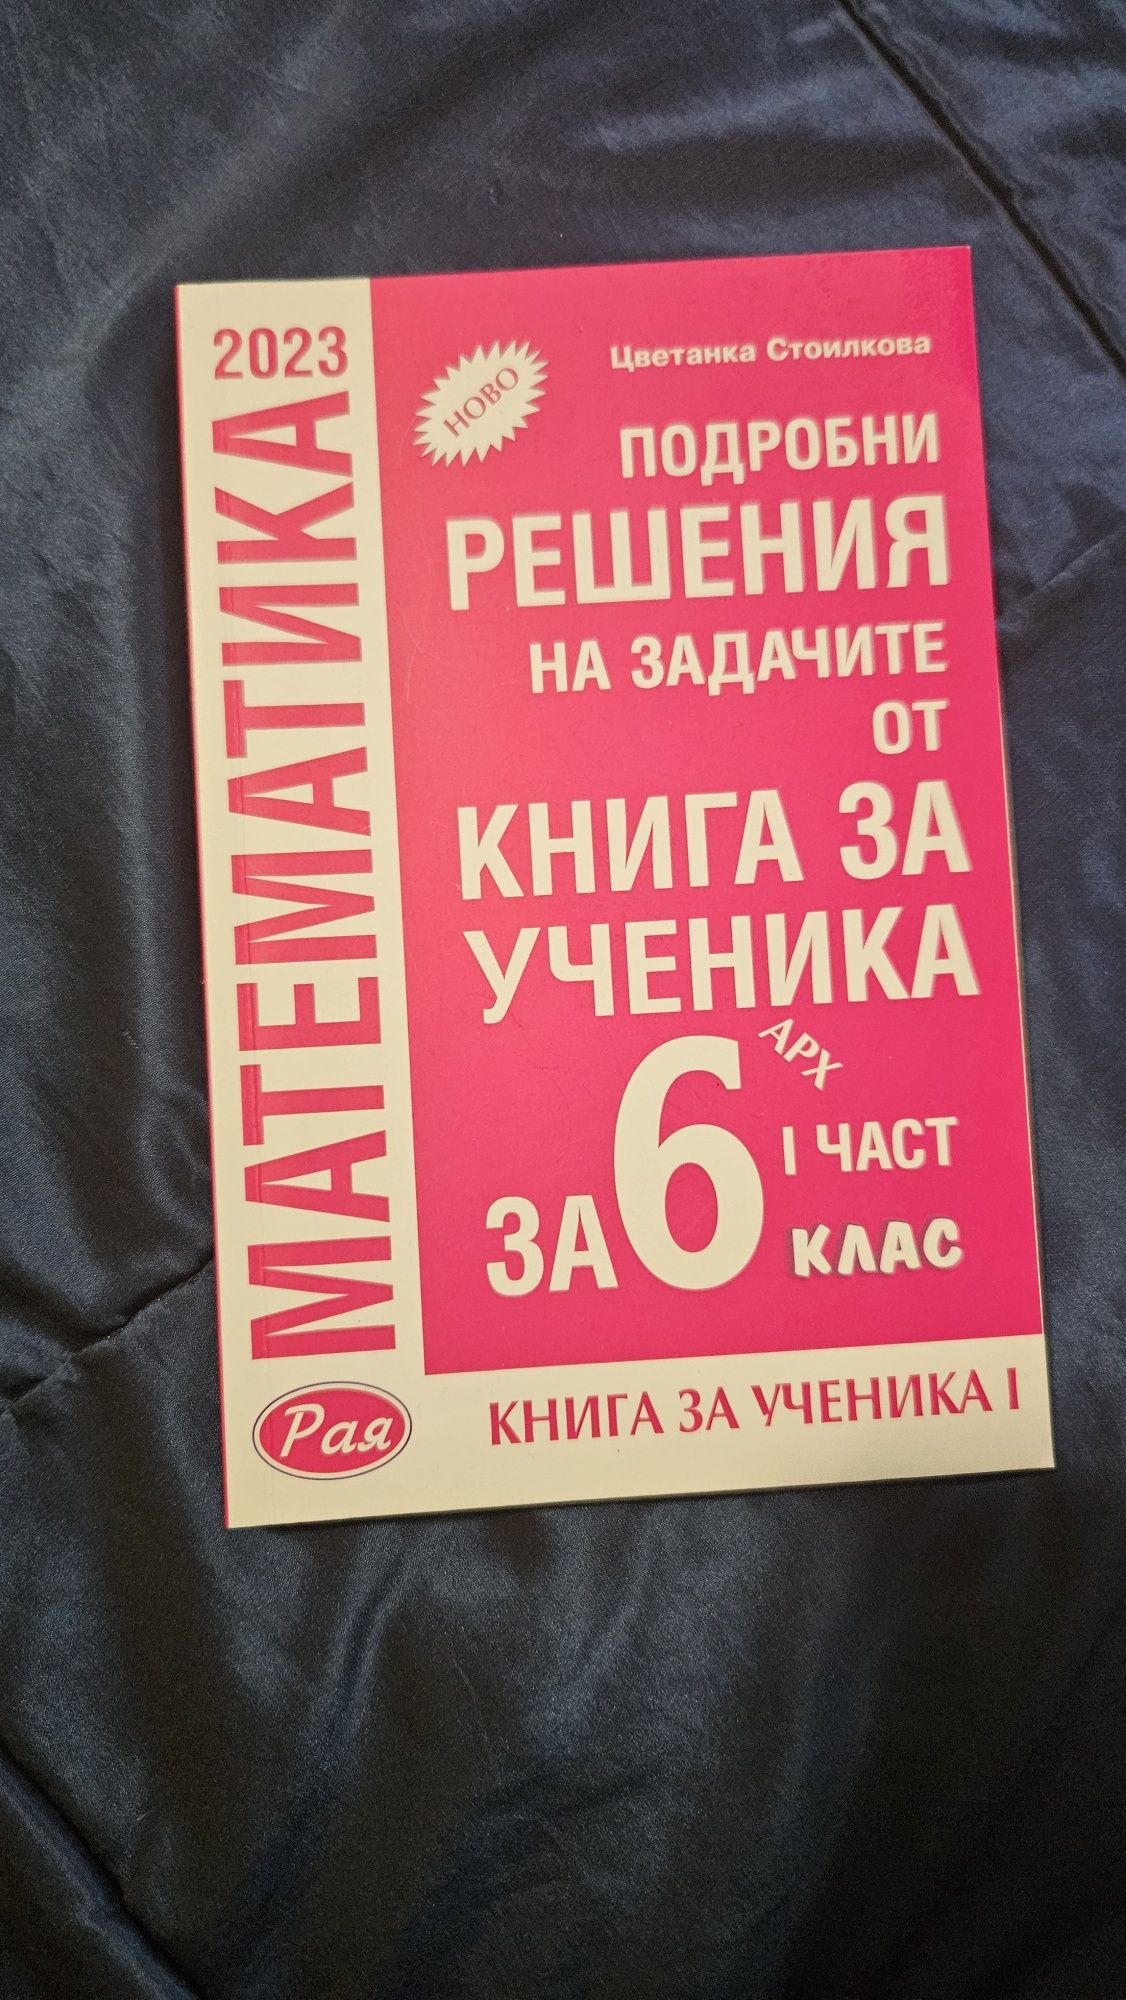 2023
МАТЕМАТИКА
НОВО
Цветанка Стоилкова
ПОДРОБНИ
РЕШЕНИЯ
НА ЗАДАЧИТЕ
ОТ
КНИГА ЗА
УЧЕНИКА
АРХ
ЗА 6 I ЧАСТ
КЛАС
Рая
КНИГА ЗА УЧЕНИКА I